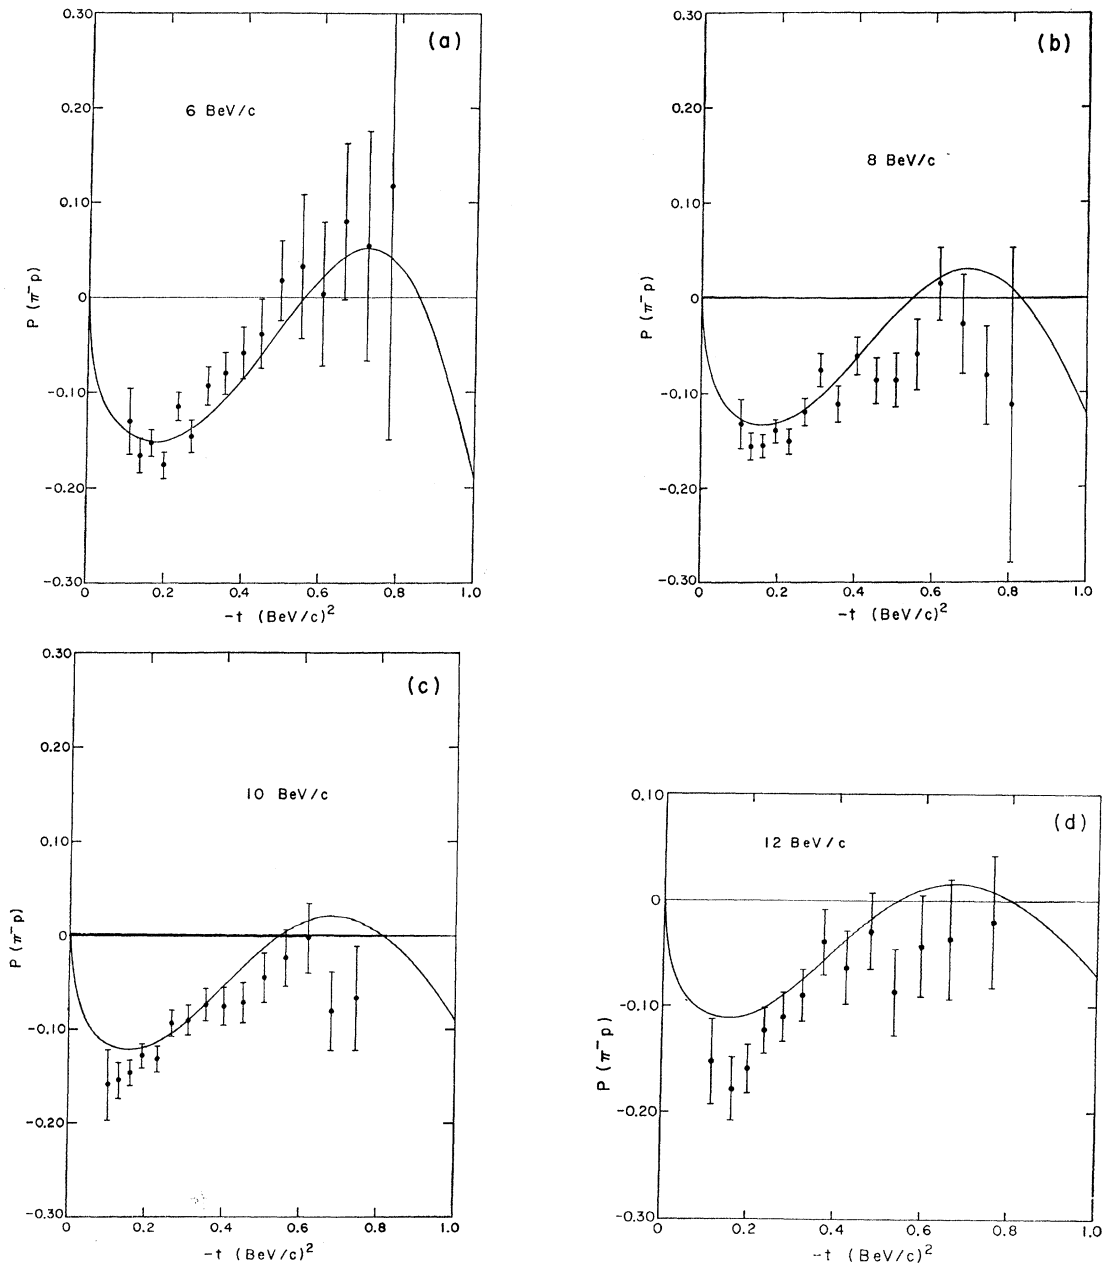 0.30
(a)
6 BeV/c
0.20
0.10
P (π⁻p)
0
-0.10
-0.20
-0.30
0 0.2 0.4 0.6 0.8 1.0
-t (BeV/c)²
0.30
(b)
0.20
8 BeV/c
0.10
P (π⁻p)
0
-0.10
-0.20
-0.30
0 0.2 0.4 0.6 0.8 1.0
-t (BeV/c)²
0.30
(c)
0.20
10 BeV/c
0.10
P (π⁻p)
0
-0.10
-0.20
-0.30
0 0.2 0.4 0.6 0.8 1.0
-t (BeV/c)²
0.10
(d)
12 BeV/c
0
P (π⁻p)
-0.10
-0.20
-0.30
0.2 0.4 0.6 0.8 1.0
-t (BeV/c)²